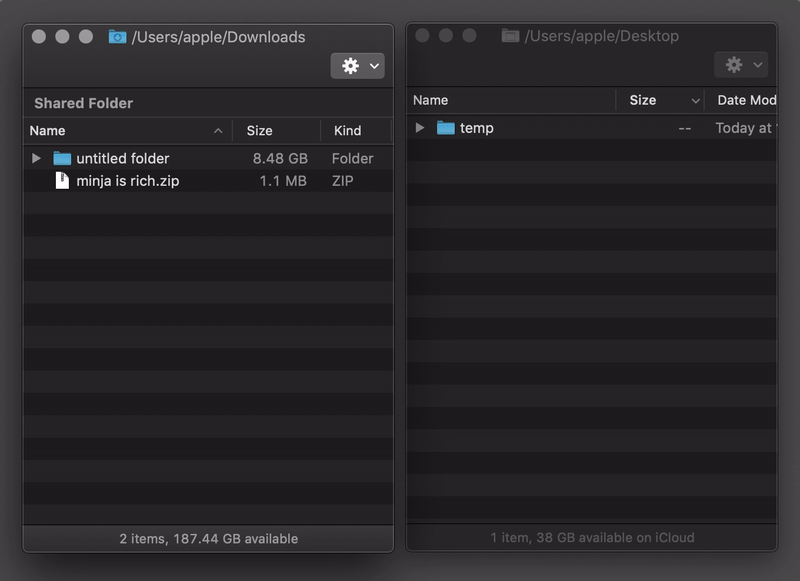 /Users/apple/Downloads
Shared Folder
Name Size Kind
untitled folder 8.48 GB Folder
minja is rich.zip 1.1 MB ZIP
2 items, 187.44 GB available
/Users/apple/Desktop
Name Size Date Mod
temp -- Today at
1 item, 38 GB available on iCloud